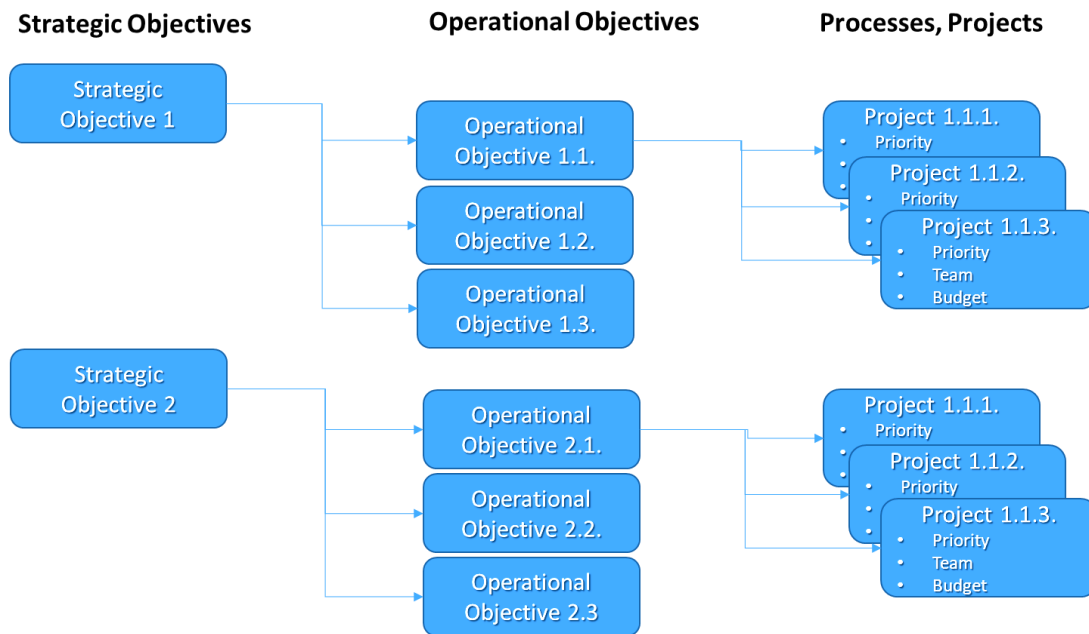 Strategic Objectives
Operational Objectives
Processes, Projects
Strategic
Objective 1
Operational
Objective 1.1.
Operational
Objective 1.2.
Operational
Objective 1.3.
Project 1.1.1.
• Priority
•
•
Project 1.1.2.
• Priority
•
•
Project 1.1.3.
• Priority
• Team
• Budget
Strategic
Objective 2
Operational
Objective 2.1.
Operational
Objective 2.2.
Operational
Objective 2.3
Project 1.1.1.
• Priority
•
•
Project 1.1.2.
• Priority
•
•
Project 1.1.3.
• Priority
• Team
• Budget